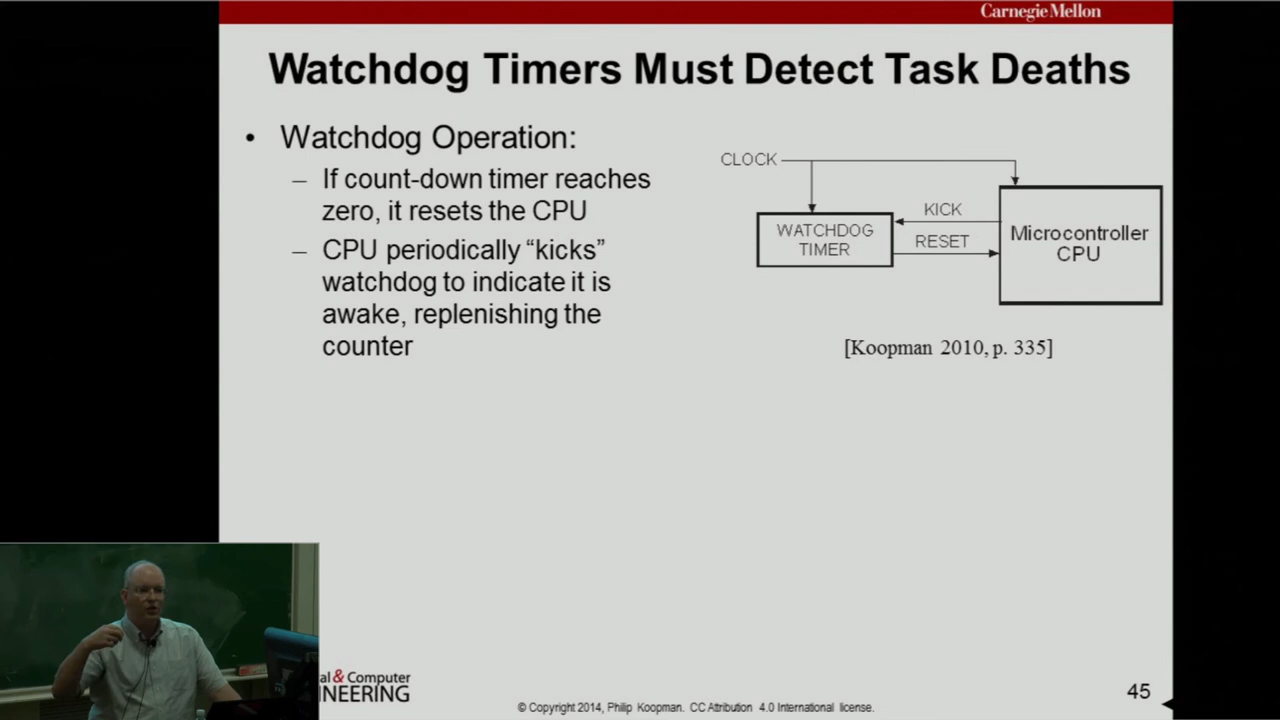 Carnegie Mellon
Watchdog Timers Must Detect Task Deaths
• Watchdog Operation:
– If count-down timer reaches
zero, it resets the CPU
– CPU periodically “kicks”
watchdog to indicate it is
awake, replenishing the
counter
CLOCK
WATCHDOG
TIMER
KICK
RESET
Microcontroller
CPU
[Koopman 2010, p. 335]
al & Computer
NEERING
© Copyright 2014, Philip Koopman. CC Attribution 4.0 International license.
45